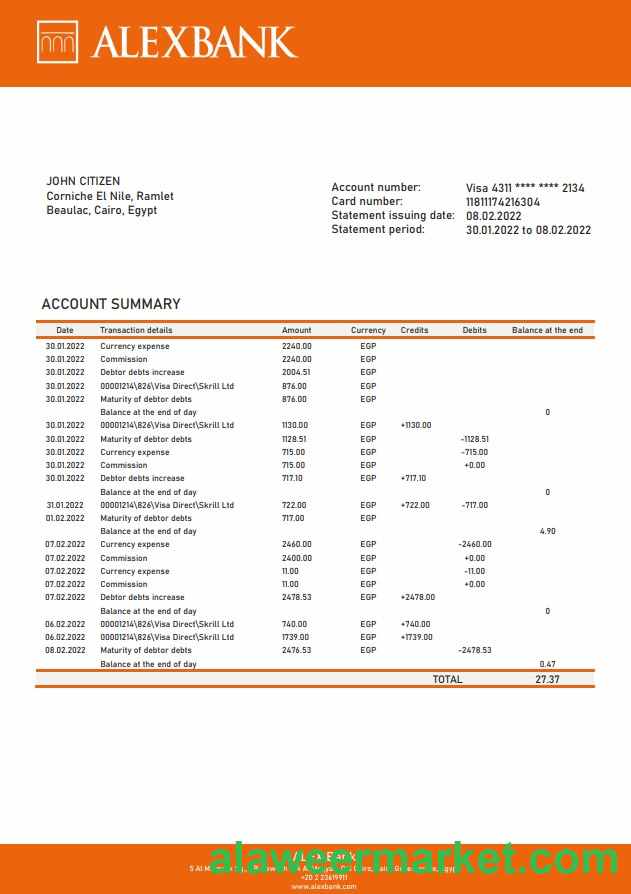 ALEXBANK
JOHN CITIZEN
Corniche El Nile, Ramlet
Beaulac, Cairo, Egypt
Account number: Visa 4311 **** **** 2134
Card number: 11811174216304
Statement issuing date: 08.02.2022
Statement period: 30.01.2022 to 08.02.2022
ACCOUNT SUMMARY
Date Transaction details Amount Currency Credits Debits Balance at the end
30.01.2022 Currency expense 2240.00 EGP
30.01.2022 Commission 2240.00 EGP
30.01.2022 Debtor debts increase 2004.51 EGP
30.01.2022 00001214\826\Visa Direct\Skrill Ltd 876.00 EGP
30.01.2022 Maturity of debtor debts 876.00 EGP
Balance at the end of day 0
30.01.2022 00001214\826\Visa Direct\Skrill Ltd 1130.00 EGP +1130.00
30.01.2022 Maturity of debtor debts 1128.51 EGP -1128.51
30.01.2022 Currency expense 715.00 EGP -715.00
30.01.2022 Commission 715.00 EGP +0.00
30.01.2022 Debtor debts increase 717.10 EGP +717.10
Balance at the end of day 0
31.01.2022 00001214\826\Visa Direct\Skrill Ltd 722.00 EGP +722.00 -717.00
01.02.2022 Maturity of debtor debts 717.00 EGP
Balance at the end of day 4.90
07.02.2022 Currency expense 2460.00 EGP -2460.00
07.02.2022 Commission 2400.00 EGP +0.00
07.02.2022 Currency expense 11.00 EGP -11.00
07.02.2022 Commission 11.00 EGP +0.00
07.02.2022 Debtor debts increase 2478.53 EGP +2478.00
Balance at the end of day 0
06.02.2022 00001214\826\Visa Direct\Skrill Ltd 740.00 EGP +740.00
06.02.2022 00001214\826\Visa Direct\Skrill Ltd 1739.00 EGP +1739.00
08.02.2022 Maturity of debtor debts 2476.53 EGP -2478.53
Balance at the end of day 0.47
TOTAL 27.37
alawcarmarket.com
+20 2 23619911
www.alexbank.com